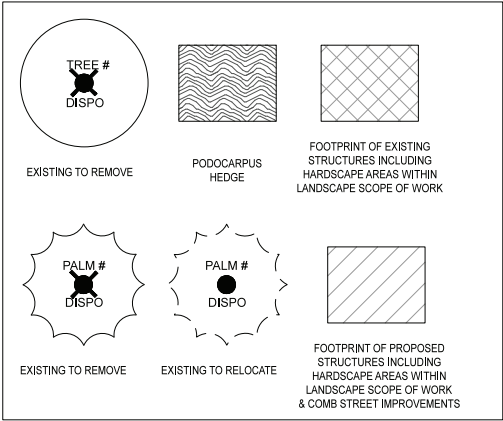 TREE #
DISPO
EXISTING TO REMOVE
PODOCARPUS
HEDGE
FOOTPRINT OF EXISTING
STRUCTURES INCLUDING
HARDSCAPE AREAS WITHIN
LANDSCAPE SCOPE OF WORK
PALM #
DISPO
EXISTING TO REMOVE
PALM #
DISPO
EXISTING TO RELOCATE
FOOTPRINT OF PROPOSED
STRUCTURES INCLUDING
HARDSCAPE AREAS WITHIN
LANDSCAPE SCOPE OF WORK
& COMB STREET IMPROVEMENTS